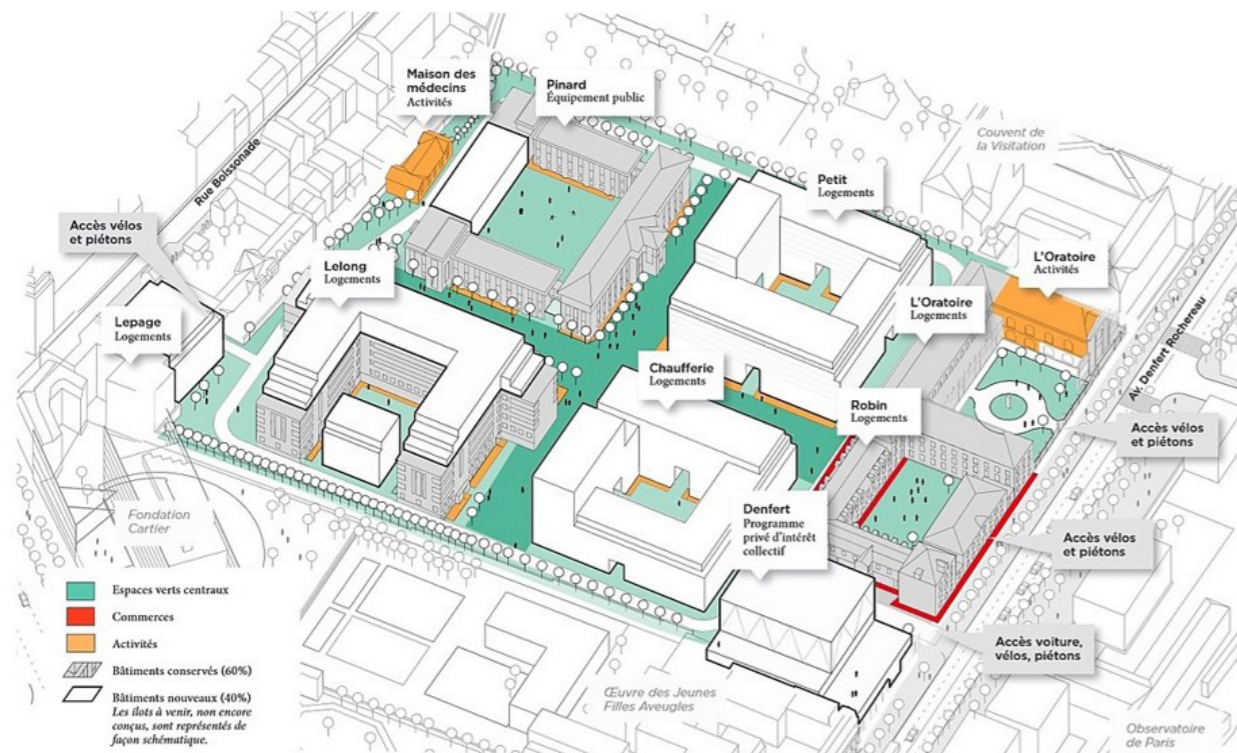 Maison des
médecins
Activités
Pinard
Équipement public
Couvent de
la Visitation
Rue Boissonade
Petit
Logements
Accès vélos
et piétons
Lelong
Logements
L'Oratoire
Activités
L'Oratoire
Logements
Lepage
Logements
Av. Denfert Rochereau
Chaufferie
Logements
Robin
Logements
Accès vélos
et piétons
Denfert
Programme
privé d'intérêt
collectif
Fondation
Cartier
Accès vélos
et piétons
Espaces verts centraux
Commerces
Activités
Bâtiments conservés (60%)
Bâtiments nouveaux (40%)
Les îlots à venir, non encore
conçus, sont représentés de
façon schématique.
Accès voiture,
vélos, piétons
Œuvre des Jeunes
Filles Aveugles
Observatoire
de Paris